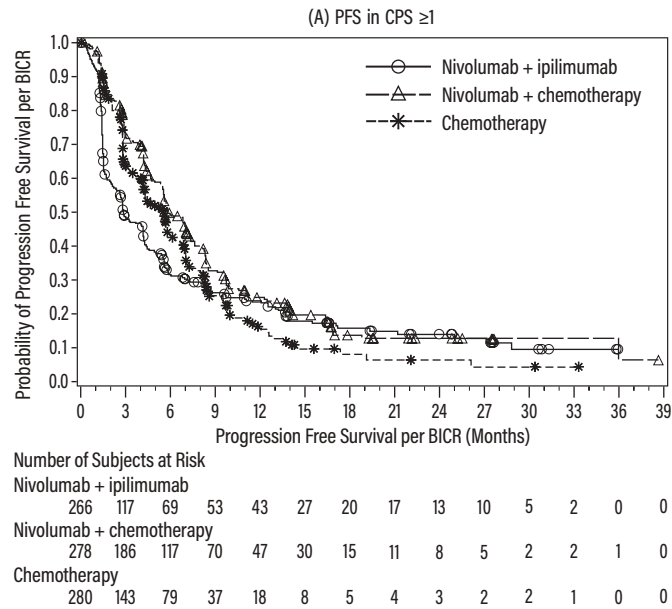 (A) PFS in CPS ≥1
Probability of Progression Free Survival per BICR
1.0
0.9
0.8
0.7
0.6
0.5
0.4
0.3
0.2
0.1
0.0
Nivolumab + ipilimumab
Nivolumab + chemotherapy
Chemotherapy
0 3 6 9 12 15 18 21 24 27 30 33 36 39
Progression Free Survival per BICR (Months)
Number of Subjects at Risk
Nivolumab + ipilimumab
266 117 69 53 43 27 20 17 13 10 5 2 0 0
Nivolumab + chemotherapy
278 186 117 70 47 30 15 11 8 5 2 2 1 0
Chemotherapy
280 143 79 37 18 8 5 4 3 2 2 1 0 0